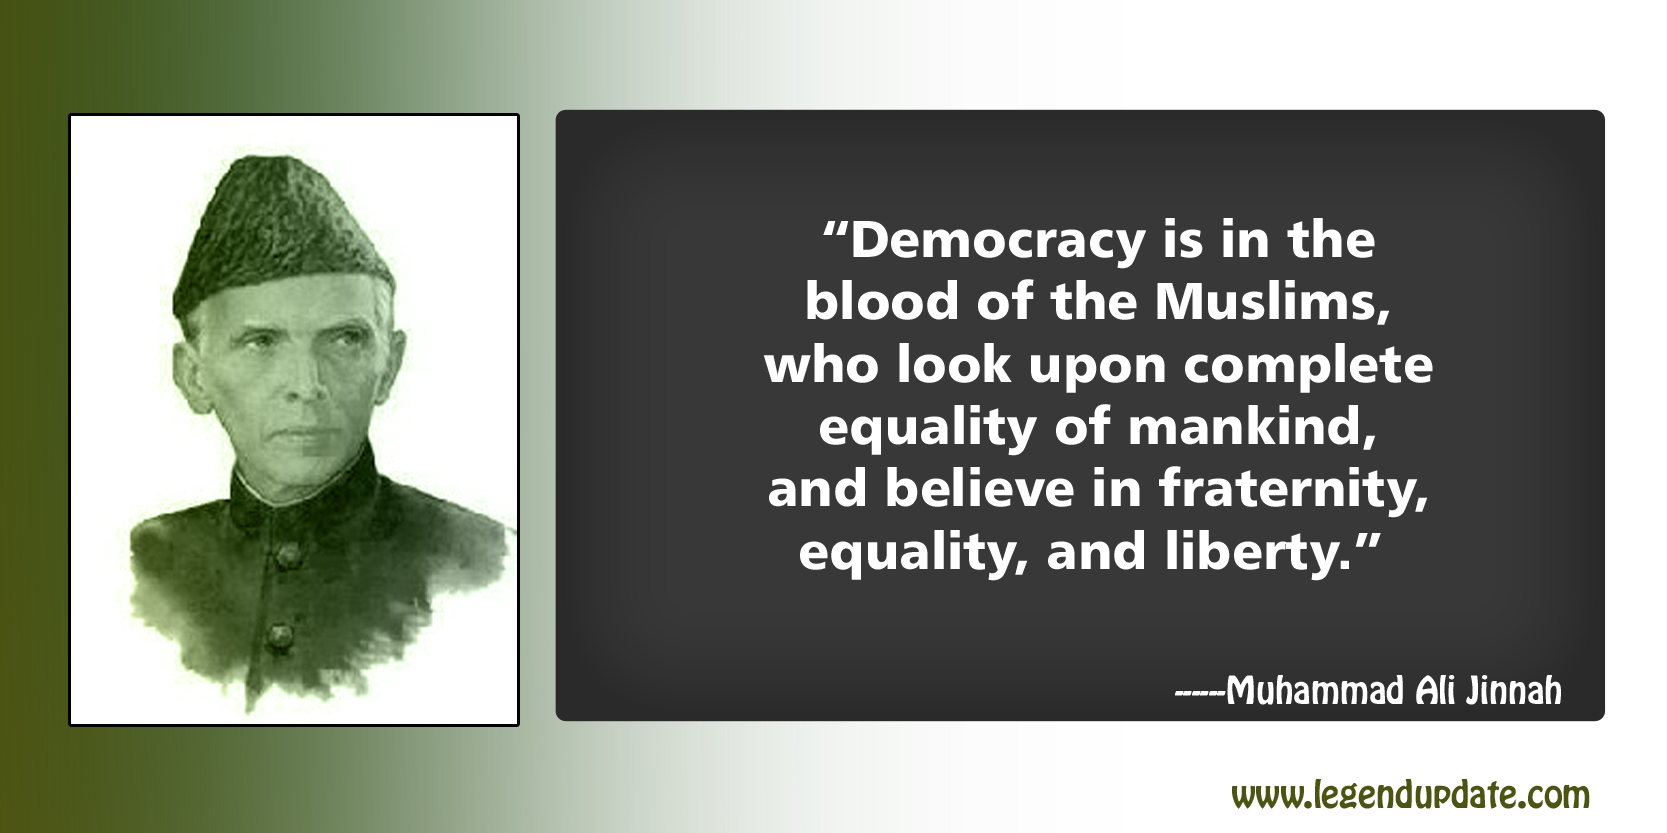 “Democracy is in the
blood of the Muslims,
who look upon complete
equality of mankind,
and believe in fraternity,
equality, and liberty.”
------Muhammad Ali Jinnah
www.legendupdate.com